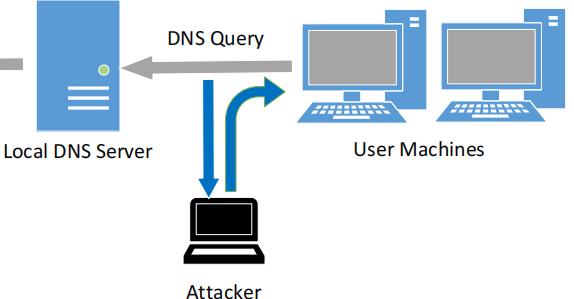 DNS Query
Local DNS Server
User Machines
Attacker